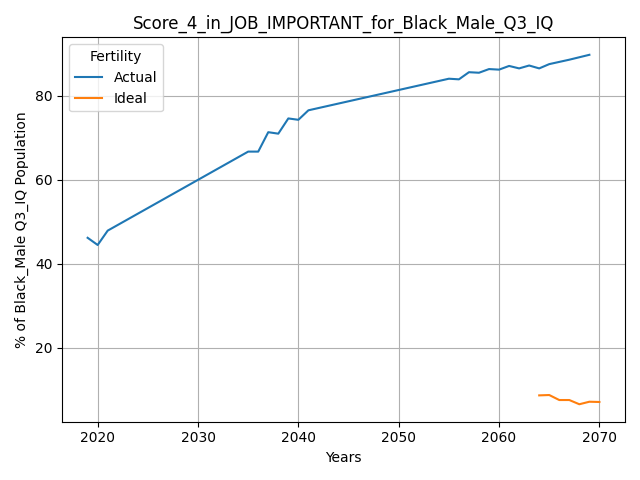 Score_4_in_JOB_IMPORTANT_for_Black_Male_Q3_IQ
Fertility
Actual
Ideal
% of Black_Male Q3_IQ Population
80
60
40
20
2020 2030 2040 2050 2060 2070
Years